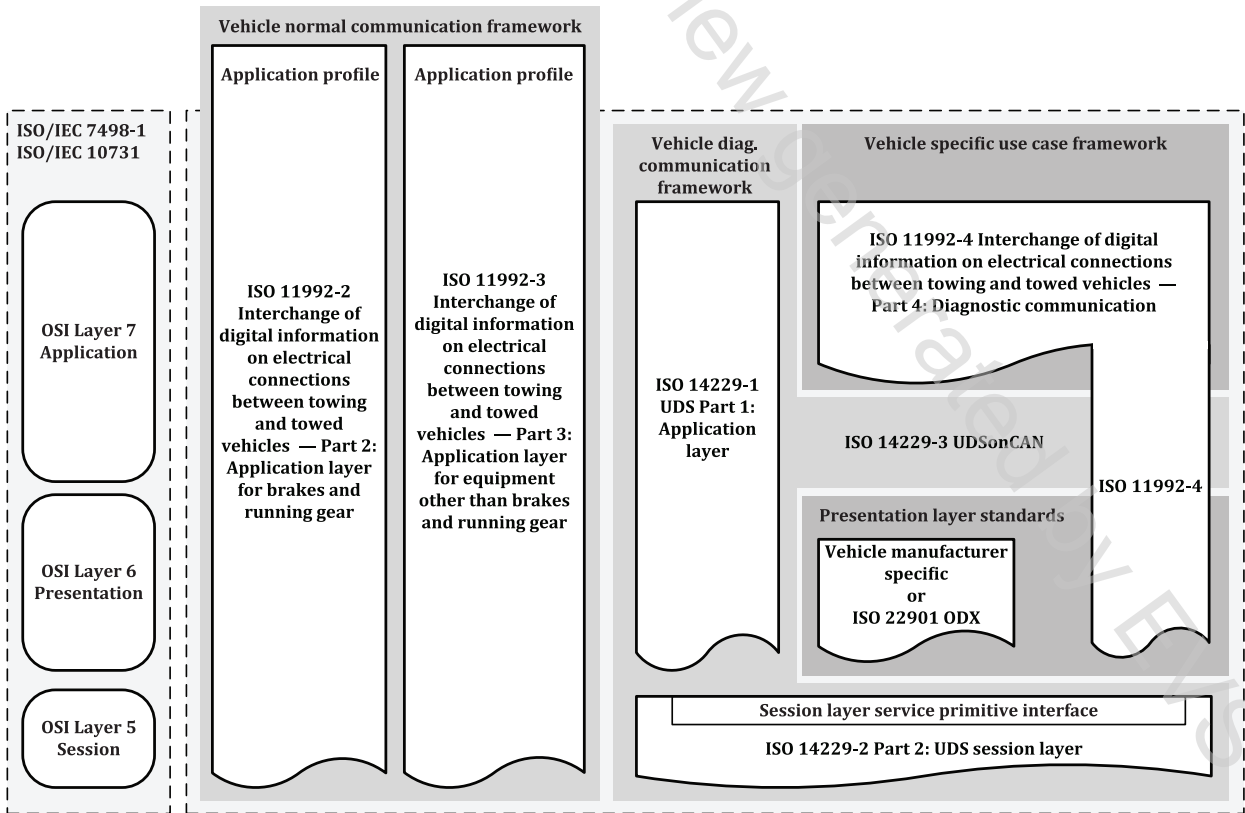 Vehicle normal communication framework
Application profile
Application profile
ISO/IEC 7498-1
ISO/IEC 10731
Vehicle diag.
communication
framework
Vehicle specific use case framework
OSI Layer 7
Application
OSI Layer 6
Presentation
OSI Layer 5
Session
ISO 11992-2
Interchange of
digital information
on electrical
connections
between towing
and towed
vehicles — Part 2:
Application layer
for brakes and
running gear
ISO 11992-3
Interchange of
digital information
on electrical
connections
between towing
and towed
vehicles — Part 3:
Application layer
for equipment
other than brakes
and running gear
ISO 14229-1
UDS Part 1:
Application
layer
ISO 11992-4 Interchange of digital
information on electrical connections
between towing and towed vehicles —
Part 4: Diagnostic communication
ISO 14229-3 UDSonCAN
ISO 11992-4
Presentation layer standards
Vehicle manufacturer
specific
or
ISO 22901 ODX
Session layer service primitive interface
ISO 14229-2 Part 2: UDS session layer
generated by EVS